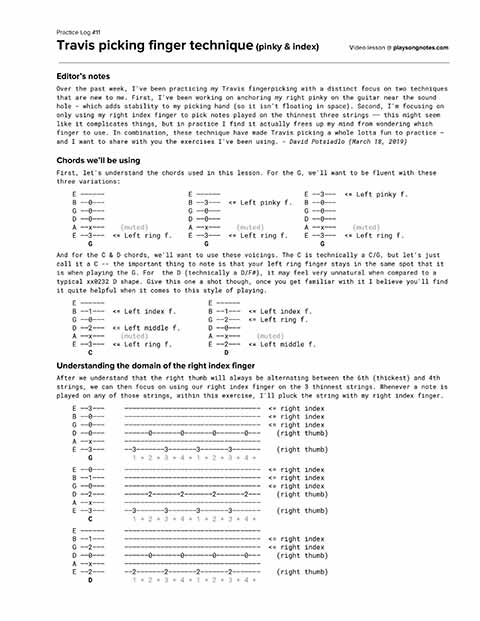 Practice Log #11
Travis picking finger technique (pinky & index)
Video lesson @ playsongnotes.com
Editor's notes
Over the past week, I've been practicing my Travis fingerpicking with a distinct focus on two techniques
that are new to me. First, I've been working on anchoring my right pinky on the guitar near the sound
hole - which adds stability to my picking hand (so it isn't floating in space). Second, I'm focusing on
only using my right index finger to pick notes played on the thinnest three strings -- this might seem
like it complicates things, but in practice I find it actually frees up my mind from wondering which
finger to use. In combination, these technique have made Travis picking a whole lotta fun to practice -
and I want to share with you the exercises I've been using. - David Potsiadlo (March 18, 2019)
Chords we'll be using
First, let's understand the chords used in this lesson. For the G, we'll want to be fluent with these
three variations:
E ------ E ------ E --3--- <= Left pinky f.
B --0--- B --3--- <= Left pinky f. B --0---
G --0--- G --0--- G --0---
D --0--- D --0--- D --0---
A --x--- (muted) A --x--- (muted) A --x--- (muted)
E --3--- <= Left ring f. E --3--- <= Left ring f. E --3--- <= Left ring f.
G G G
And for the C & D chords, we'll want to use these voicings. The C is technically a C/G, but let's just
call it a C -- the important thing to note is that your left ring finger stays in the same spot that it
is when playing the G. For the D (technically a D/F#), it may feel very unnatural when compared to a
typical xx0232 D shape. Give this one a shot though, once you get familiar with it I believe you'll find
it quite helpful when it comes to this style of playing.
E ------ E ------
B --1--- <= Left index f. B --1--- <= Left index f.
G --0--- G --2--- <= Left ring f.
D --2--- <= Left middle f. D --0---
A --x--- (muted) A --x--- (muted)
E --3--- <= Left ring f. E --2--- <= Left middle f.
C D
Understanding the domain of the right index finger
After we understand that the right thumb will always be alternating between the 6th (thickest) and 4th
strings, we can then focus on using our right index finger on the 3 thinnest strings. Whenever a note is
played on any of those strings, within this exercise, I'll pluck the string with my right index finger.
E --3--- --------------------------------- <= right index
B --0--- --------------------------------- <= right index
G --0--- --------------------------------- <= right index
D --0--- ------0-------0-------0-------0--- (right thumb)
A --x--- ---------------------------------
E --3--- --3-------3-------3-------3------- (right thumb)
G 1 + 2 + 3 + 4 + 1 + 2 + 3 + 4 +
E --0--- --------------------------------- <= right index
B --1--- --------------------------------- <= right index
G --0--- --------------------------------- <= right index
D --2--- ------2-------2-------2-------2--- (right thumb)
A --x--- ---------------------------------
E --3--- --3-------3-------3-------3------- (right thumb)
C 1 + 2 + 3 + 4 + 1 + 2 + 3 + 4 +
E ------ ---------------------------------
B --1--- --------------------------------- <= right index
G --2--- --------------------------------- <= right index
D --0--- ------0-------0-------0-------0--- (right thumb)
A --x--- ---------------------------------
E --2--- --2-------2-------2-------2------- (right thumb)
D 1 + 2 + 3 + 4 + 1 + 2 + 3 + 4 +